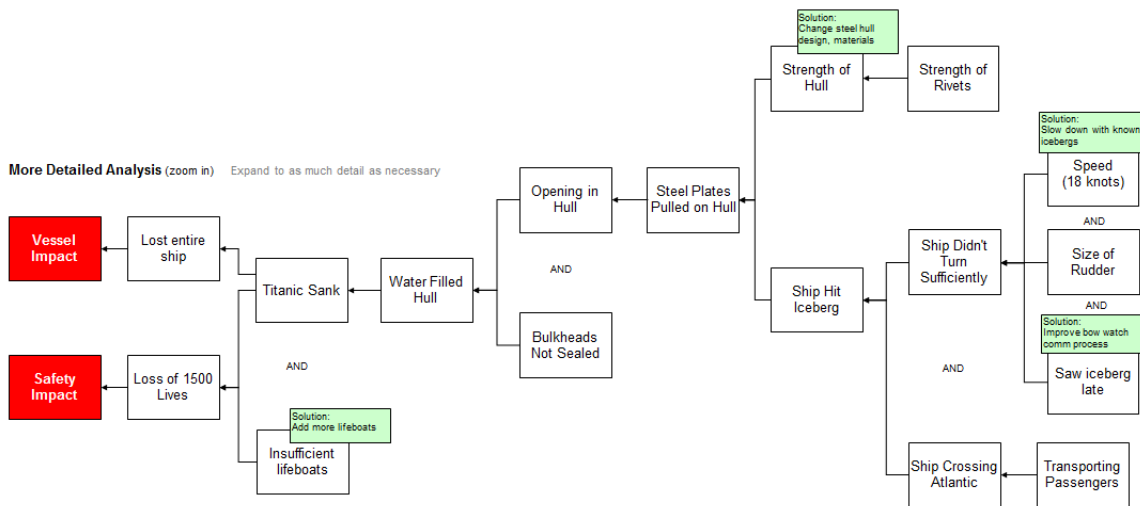 Solution:
Change steel hull
design, materials
Strength of
Hull
Strength of
Rivets
Solution:
Slow down with known
icebergs
Speed
(18 knots)
More Detailed Analysis (zoom in) Expand to as much detail as necessary
Opening in
Hull
Steel Plates
Pulled on Hull
AND
Vessel
Impact
Lost entire
ship
Titanic Sank
Water Filled
Hull
AND
Ship Didn't
Turn
Sufficiently
Size of
Rudder
Ship Hit
Iceberg
AND
Bulkheads
Not Sealed
Solution:
Improve bow watch
comm process
Safety
Impact
Loss of 1500
Lives
AND
AND
Saw iceberg
late
Solution:
Add more lifeboats
Insufficient
lifeboats
Ship Crossing
Atlantic
Transporting
Passengers